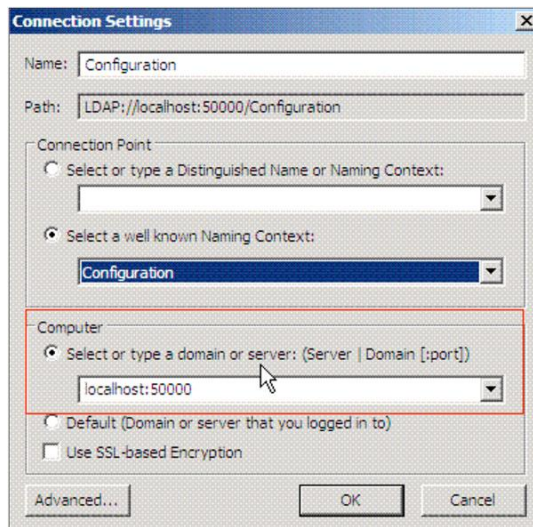 Connection Settings
Name: Configuration
Path: LDAP://localhost:50000/Configuration
Connection Point
Select or type a Distinguished Name or Naming Context:
Select a well known Naming Context:
Configuration
Computer
Select or type a domain or server: (Server | Domain [:port])
localhost:50000
Default (Domain or server that you logged in to)
Use SSL-based Encryption
Advanced... OK Cancel